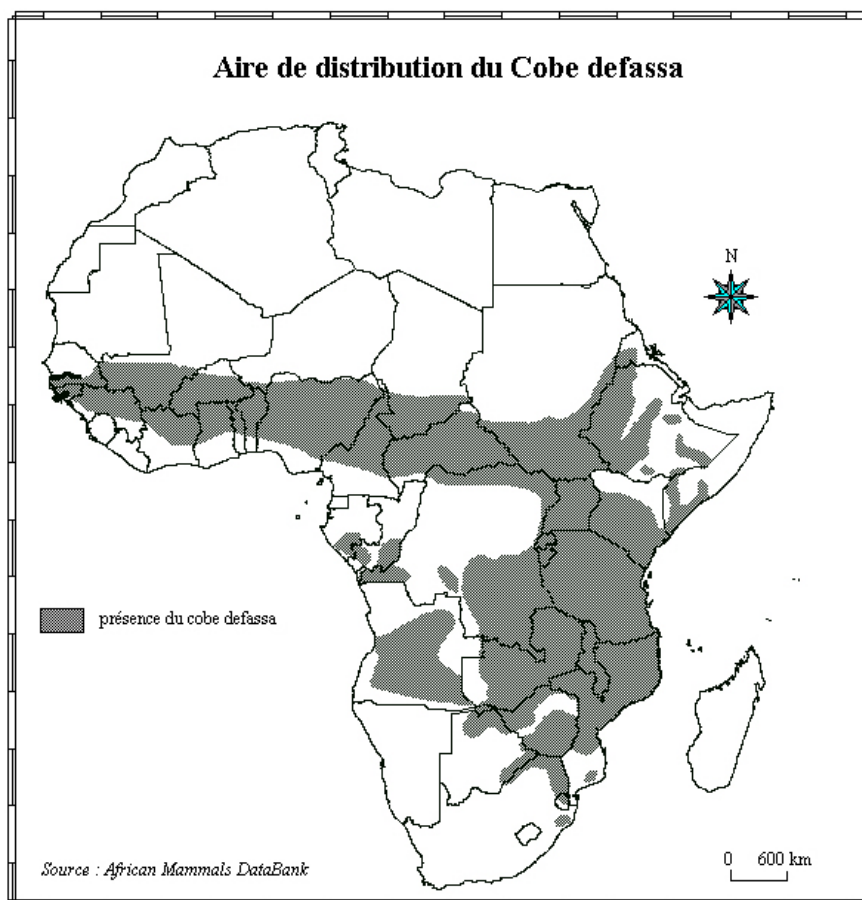 Aire de distribution du Cobe defassa
N
présence du cobe defassa
Source : African Mammals DataBank
0 600 km